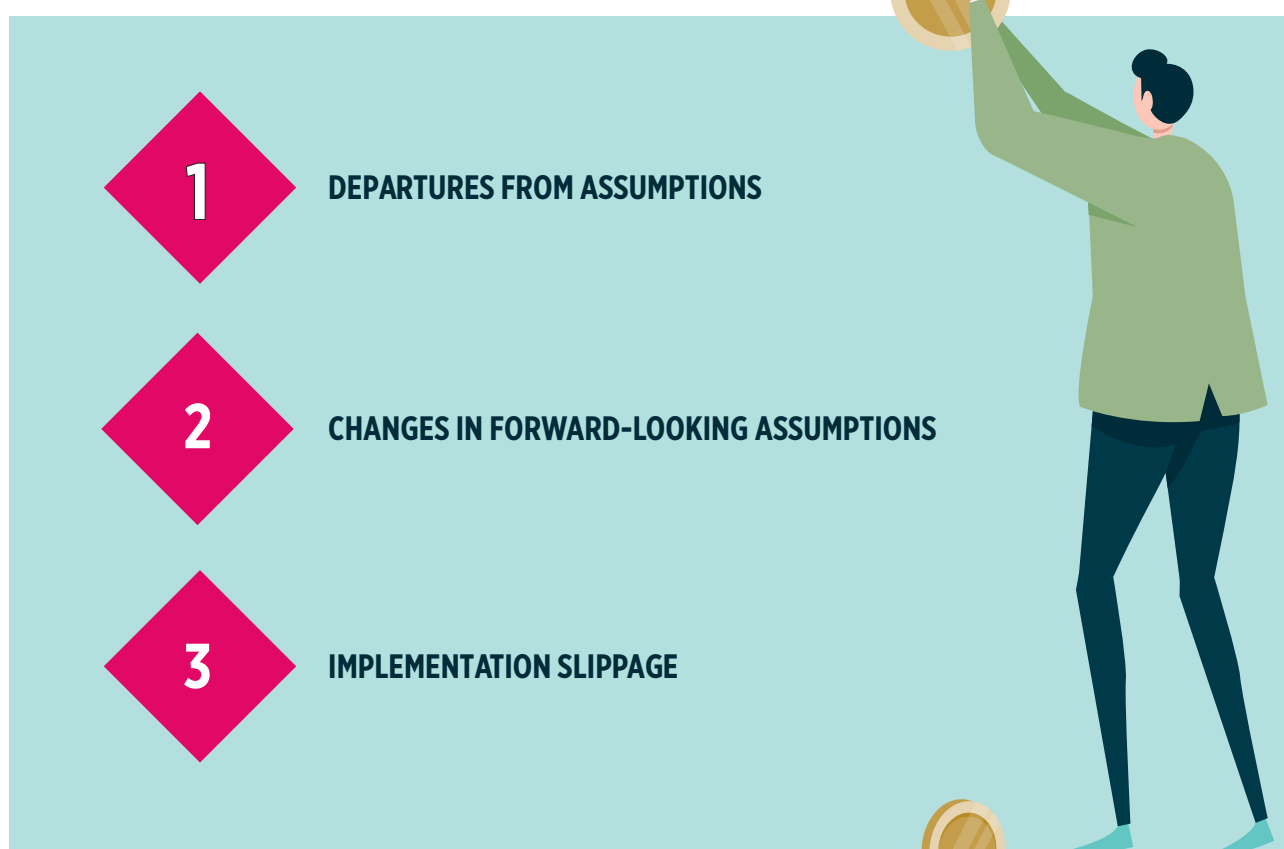 1
DEPARTURES FROM ASSUMPTIONS
2
CHANGES IN FORWARD-LOOKING ASSUMPTIONS
3
IMPLEMENTATION SLIPPAGE